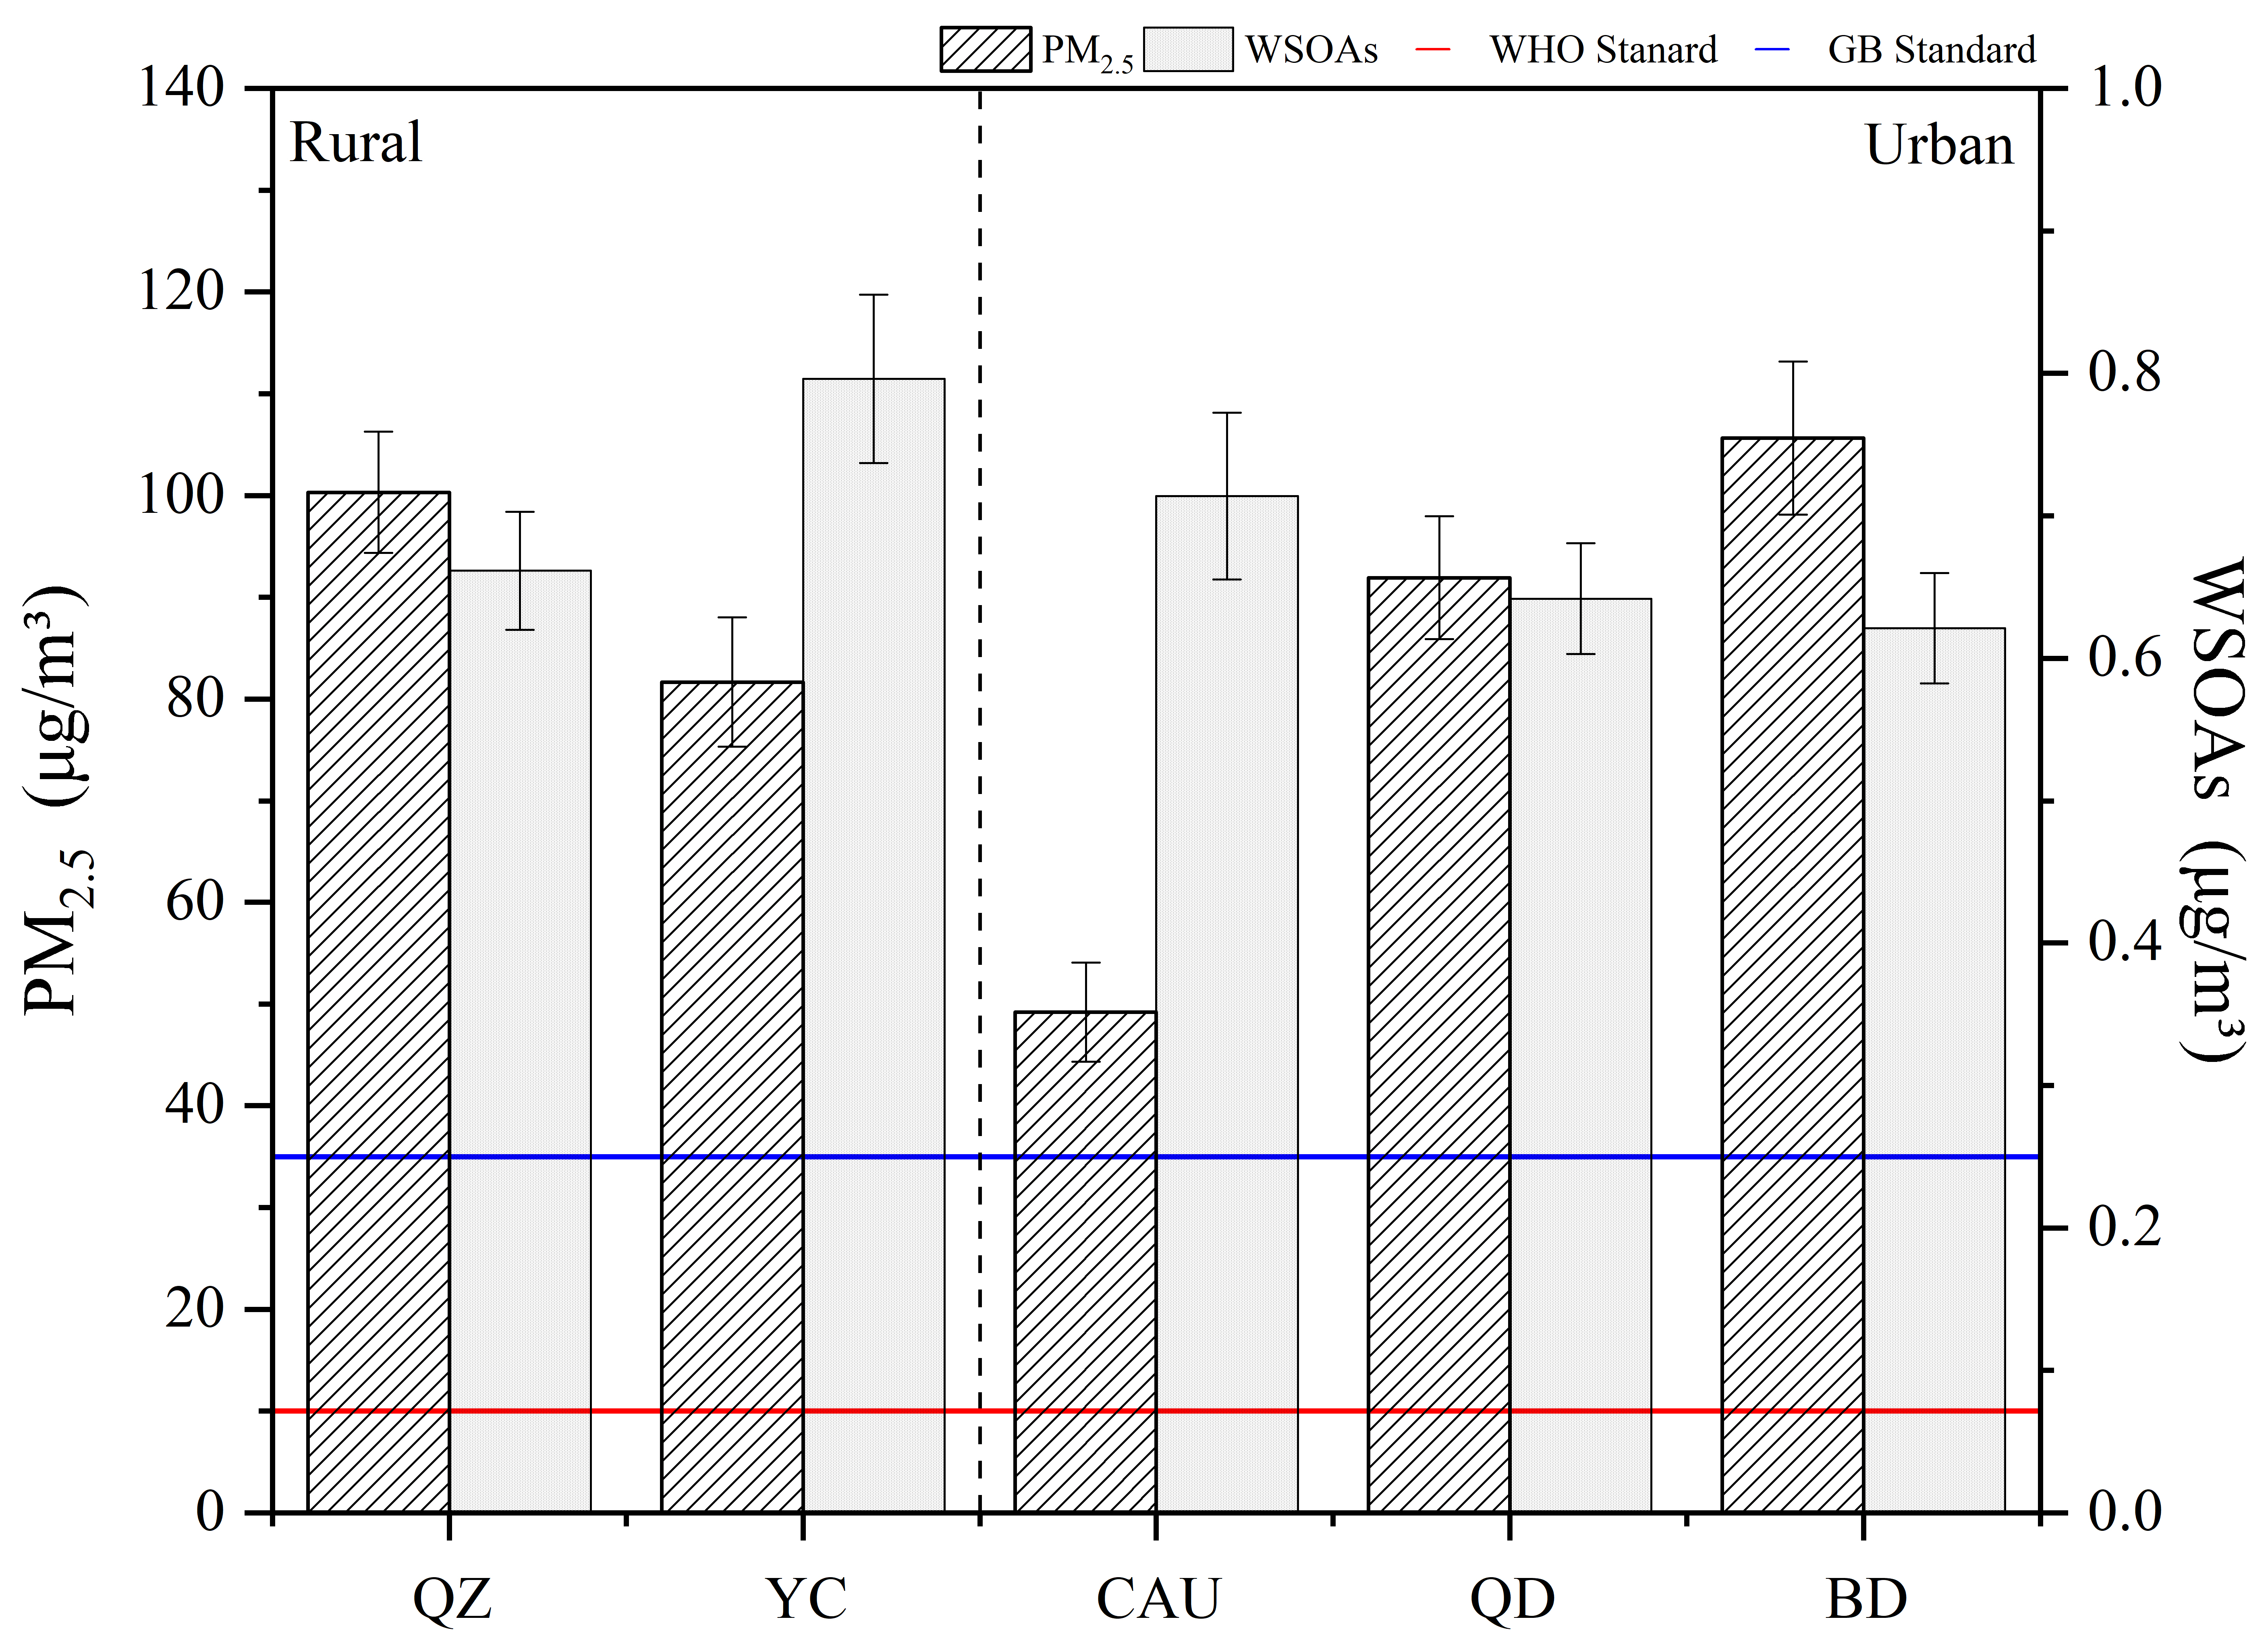 PM2.5 WSOAs WHO Stanard GB Standard
Rural
Urban
140
120
100
80
60
40
20
0
PM2.5 (μg/m³)
1.0
0.8
0.6
0.4
0.2
0.0
WSOAs (μg/m³)
QZ YC CAU QD BD